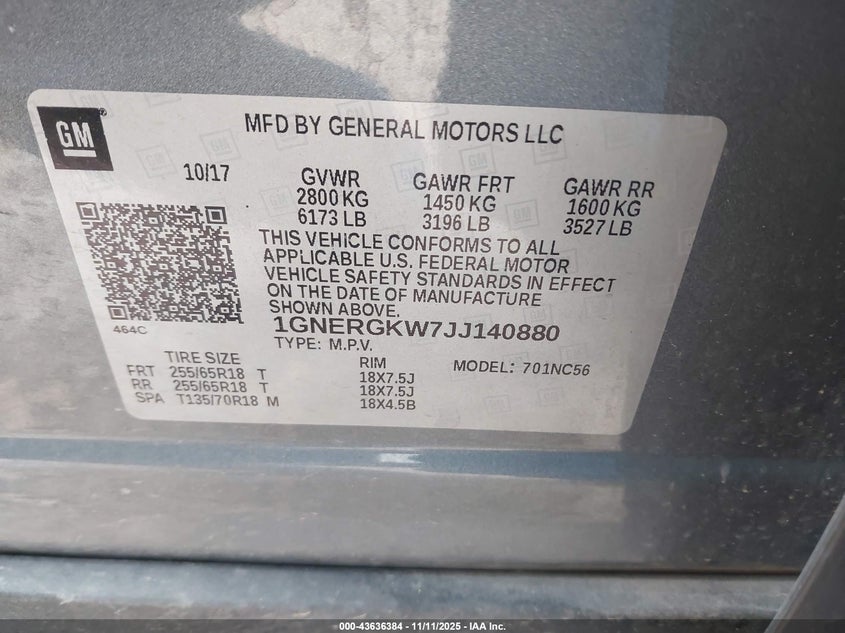 GM
MFD BY GENERAL MOTORS LLC
10/17
GVWR
2800 KG
6173 LB
GAWR FRT
1450 KG
3196 LB
GAWR RR
1600 KG
3527 LB
THIS VEHICLE CONFORMS TO ALL
APPLICABLE U.S. FEDERAL MOTOR
VEHICLE SAFETY STANDARDS IN EFFECT
ON THE DATE OF MANUFACTURE
SHOWN ABOVE.
464C
1GNERGKW7JJ140880
TYPE: M.P.V.
MODEL: 701NC56
TIRE SIZE RIM
FRT 255/65R18 T 18X7.5J
RR 255/65R18 T 18X7.5J
SPA T135/70R18 M 18X4.5B
000-43636384 - 11/11/2025 - IAA Inc.